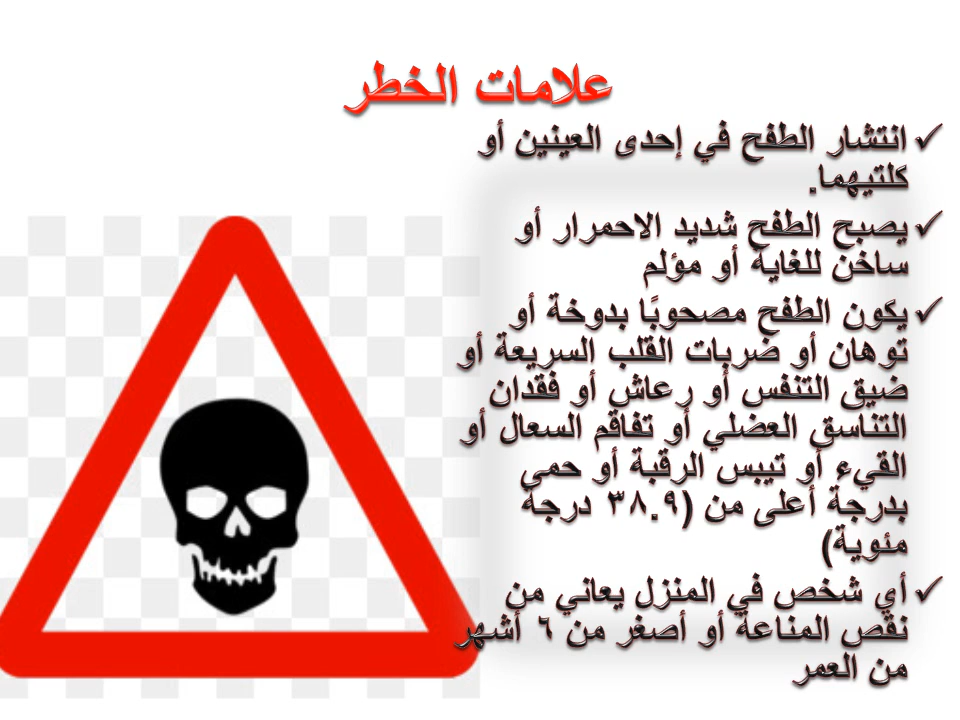 علامات الخطر
✓ انتشار الطفح في إحدى العينين أو
كلتيهما.
✓ يصبح الطفح شديد الاحمرار أو
ساخن للغاية أو مؤلم
✓ يكون الطفح مصحوبًا بدوخة أو
توهان أو ضربات القلب السريعة أو
ضيق التنفس أو رعاش أو فقدان
التناسق العضلي أو تفاقم السعال أو
القيء أو تيبس الرقبة أو حمى
بدرجة أعلى من (٣٨.٩ درجة
مئوية)
✓ أي شخص في المنزل يعاني من
نقص المناعة أو أصغر من ٦ أشهر
من العمر